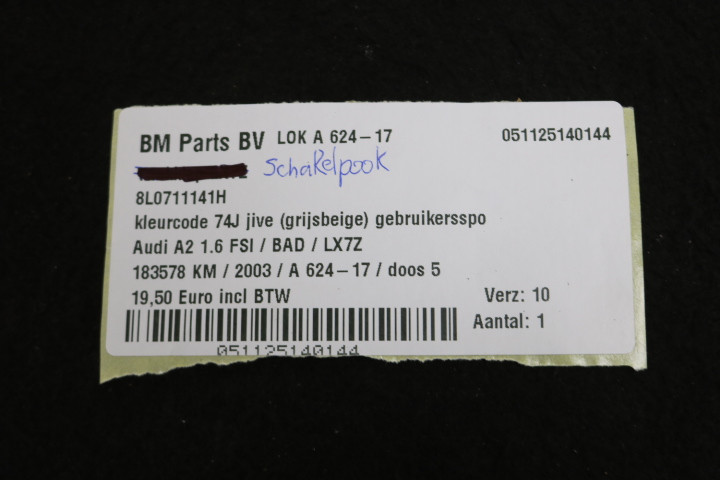 BM Parts BV LOK A 624-17 051125140144
Schakelpook
8L0711141H
kleurcode 74J jive (grijsbeige) gebruikersspo
Audi A2 1.6 FSI / BAD / LX7Z
183578 KM / 2003 / A 624-17 / doos 5
19,50 Euro incl BTW Verz: 10
Aantal: 1
051125140144